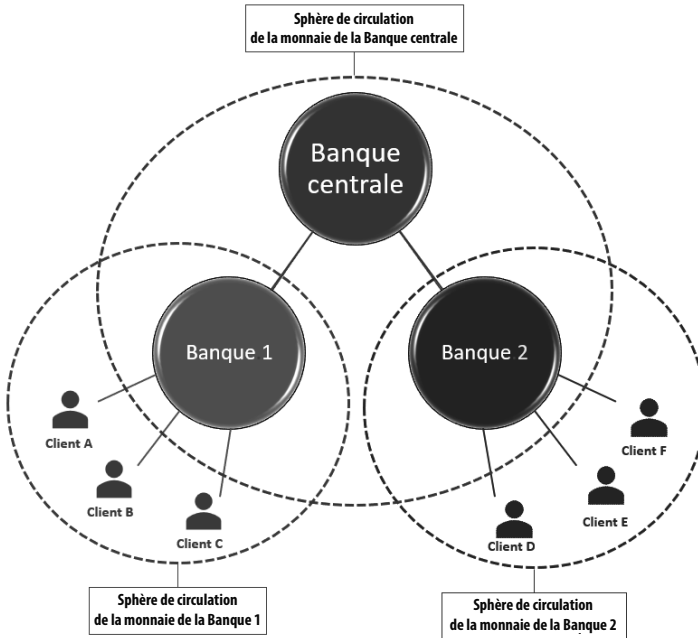 Sphère de circulation
de la monnaie de la Banque centrale
Banque
centrale
Banque 1
Banque 2
Client A
Client B
Client C
Client F
Client E
Client D
Sphère de circulation
de la monnaie de la Banque 1
Sphère de circulation
de la monnaie de la Banque 2